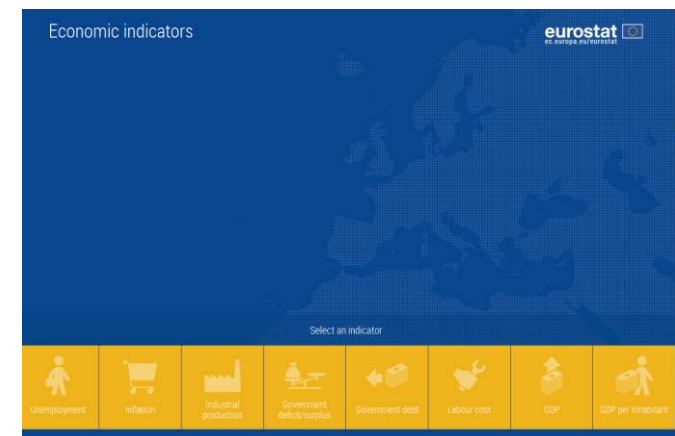 Economic indicators
eurostat
ec.europa.eu/eurostat
Select an indicator
Unemployment
Inflation
Industrial
production
Government
deficit/surplus
Government debt
Labour cost
GDP
GDP per inhabitant